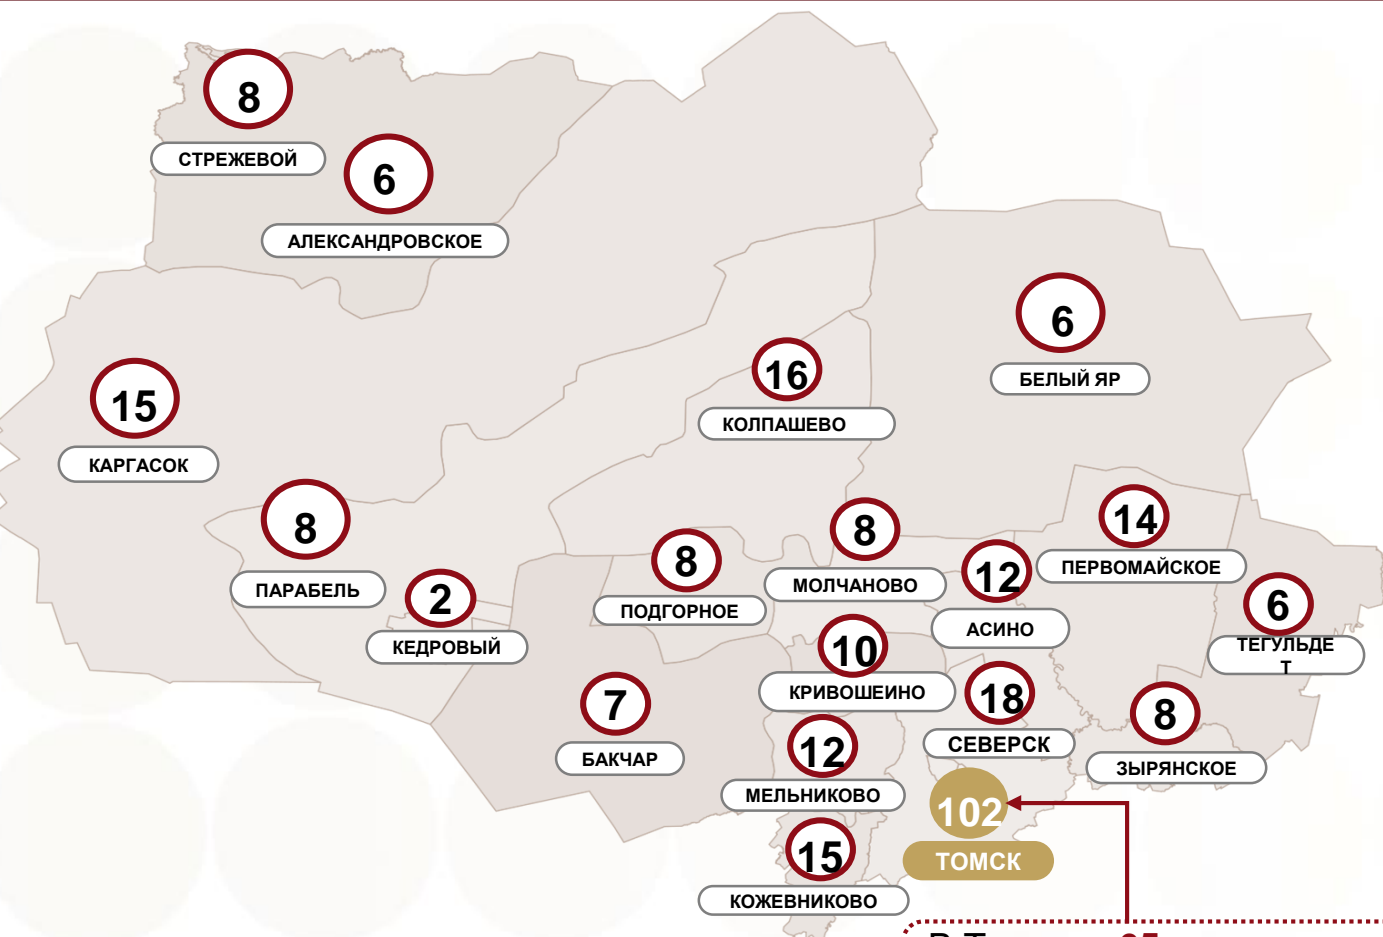 8
СТРЕЖЕВОЙ
6
АЛЕКСАНДРОВСКОЕ
6
БЕЛЫЙ ЯР
16
КОЛПАШЕВО
15
КАРГАСОК
8
ПАРАБЕЛЬ
2
КЕДРОВЫЙ
8
ПОДГОРНОЕ
8
МОЛЧАНОВО
12
АСИНО
14
ПЕРВОМАЙСКОЕ
6
ТЕГУЛЬДЕ
Т
10
КРИВОШЕИНО
18
СЕВЕРСК
8
ЗЫРЯНСКОЕ
7
БАКЧАР
12
МЕЛЬНИКОВО
102
ТОМСК
15
КОЖЕВНИКОВО